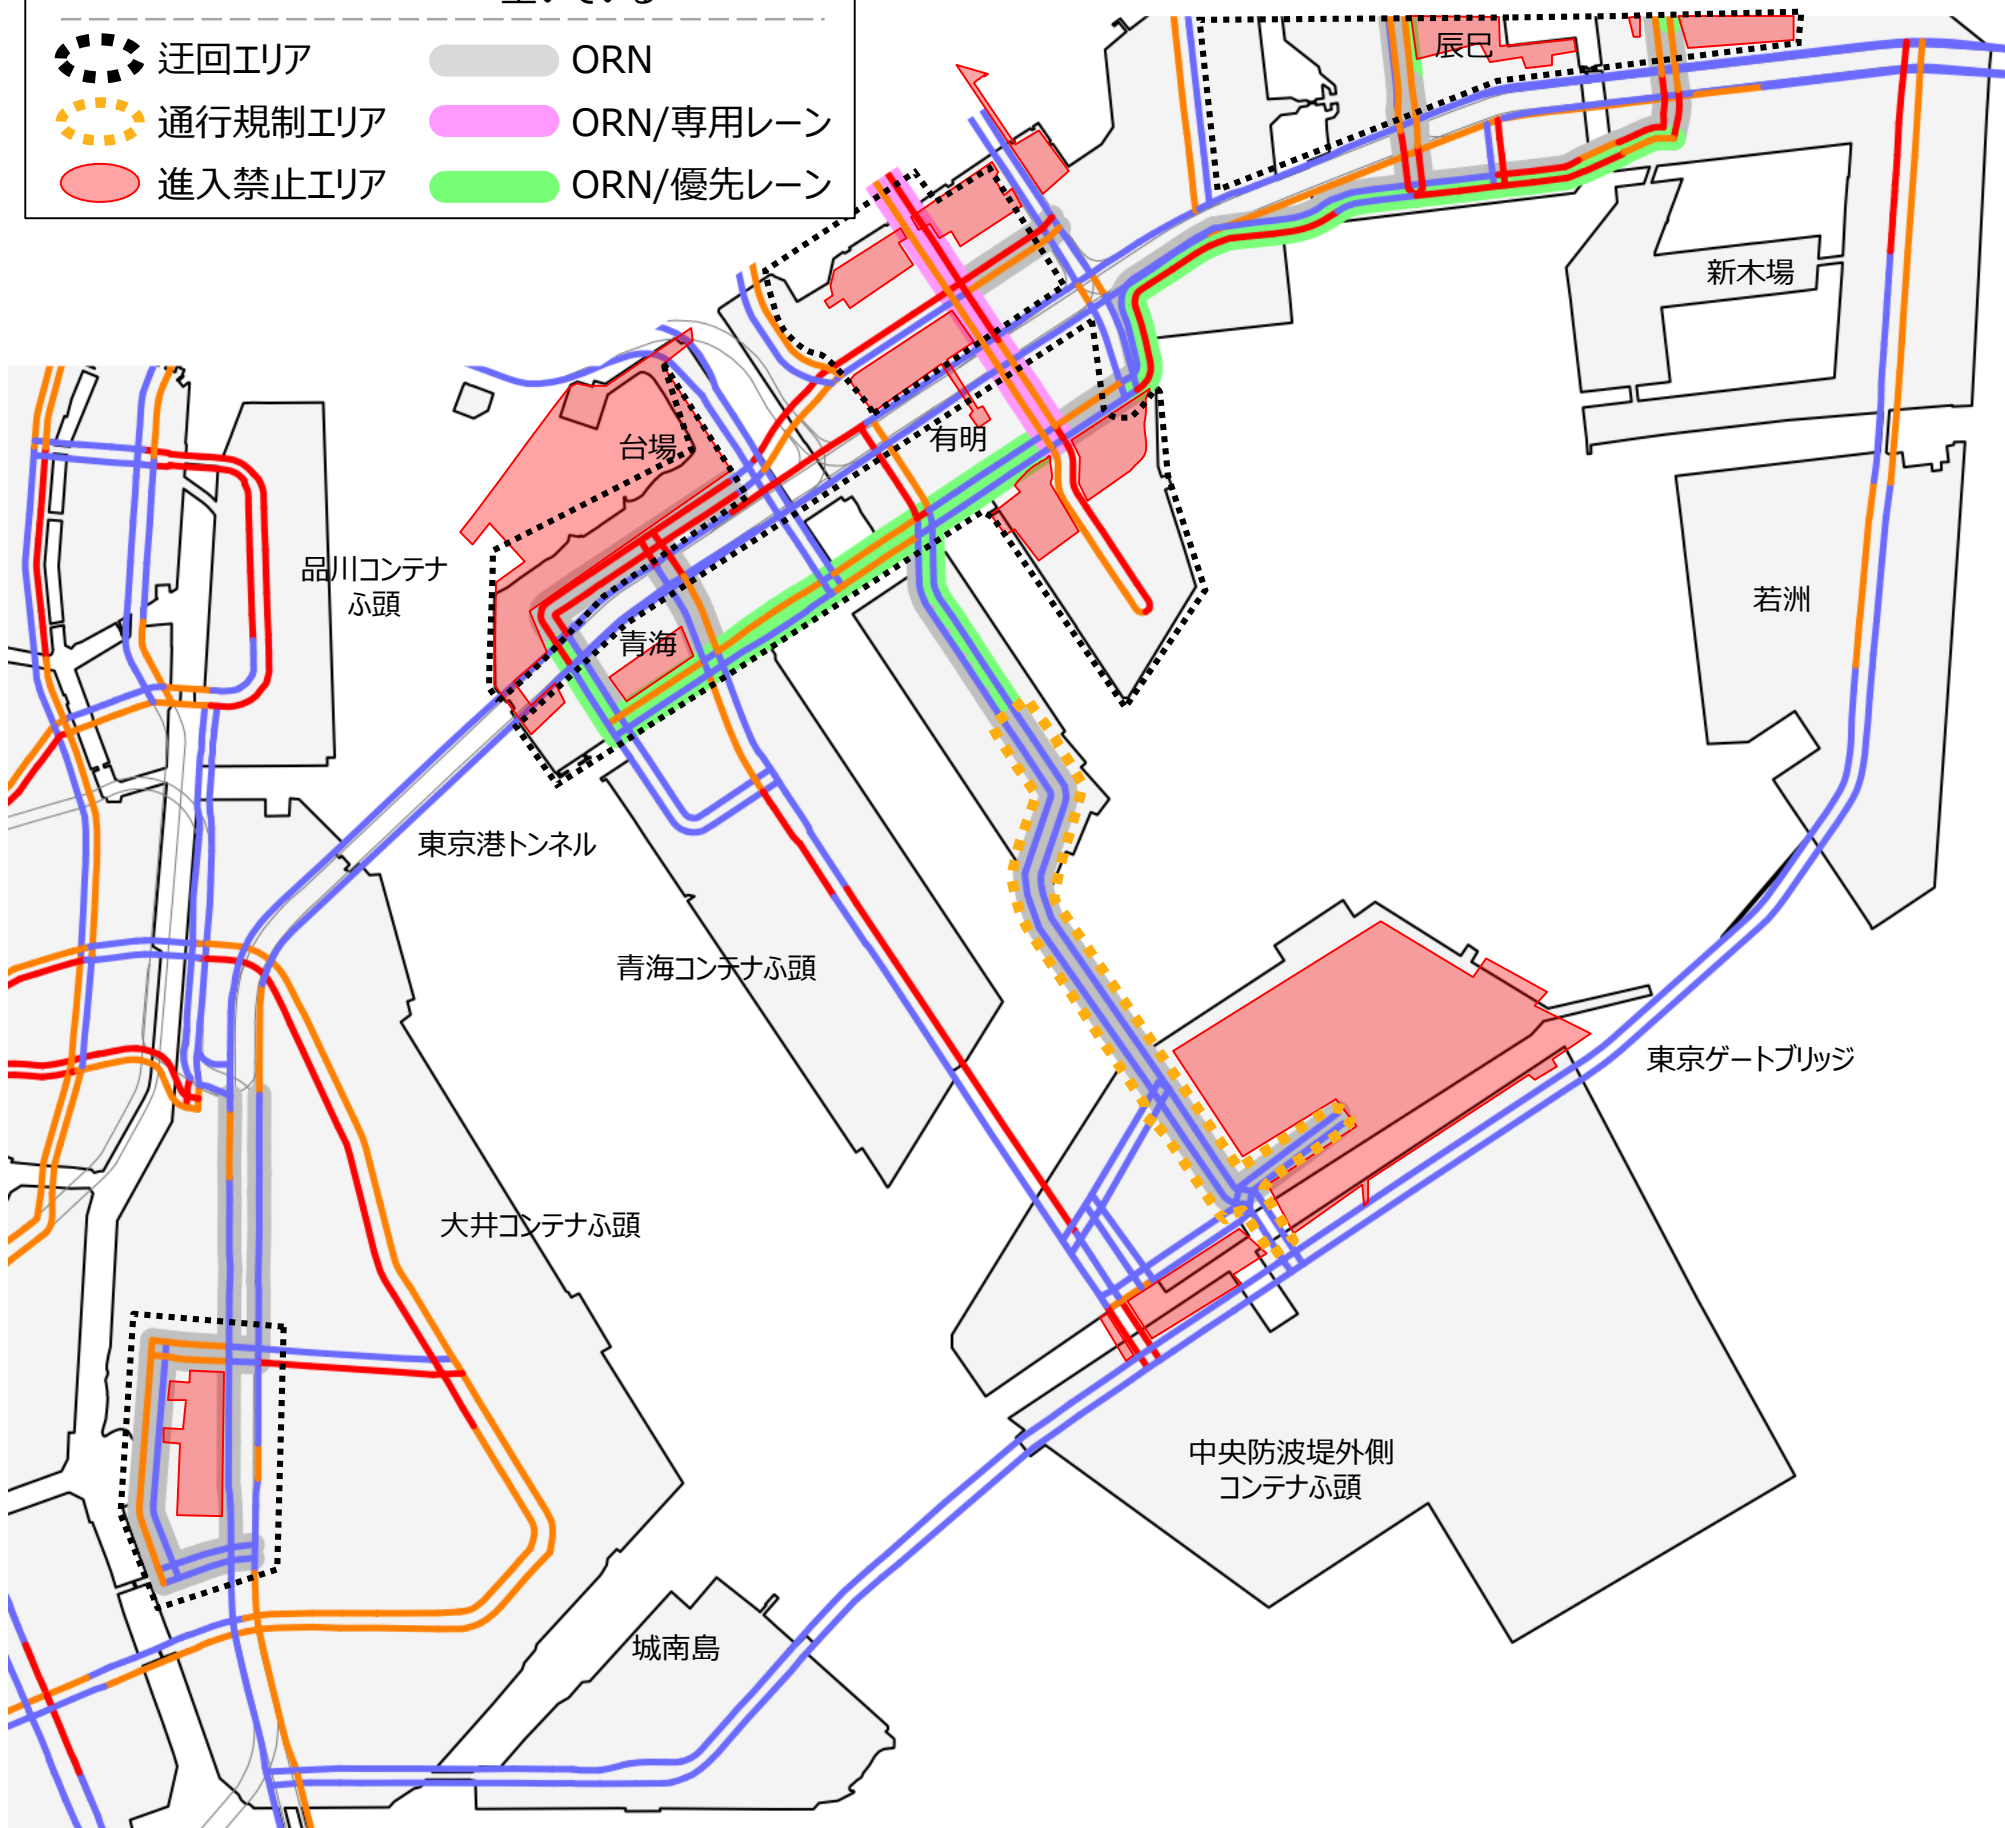 空いている
迂回エリア
ORN
通行規制エリア
ORN/専用レーン
進入禁止エリア
ORN/優先レーン
辰巳
新木場
有明
台場
品川コンテナ
ふ頭
青海
若洲
東京港トンネル
青海コンテナふ頭
東京ゲートブリッジ
大井コンテナふ頭
中央防波堤外側
コンテナふ頭
城南島